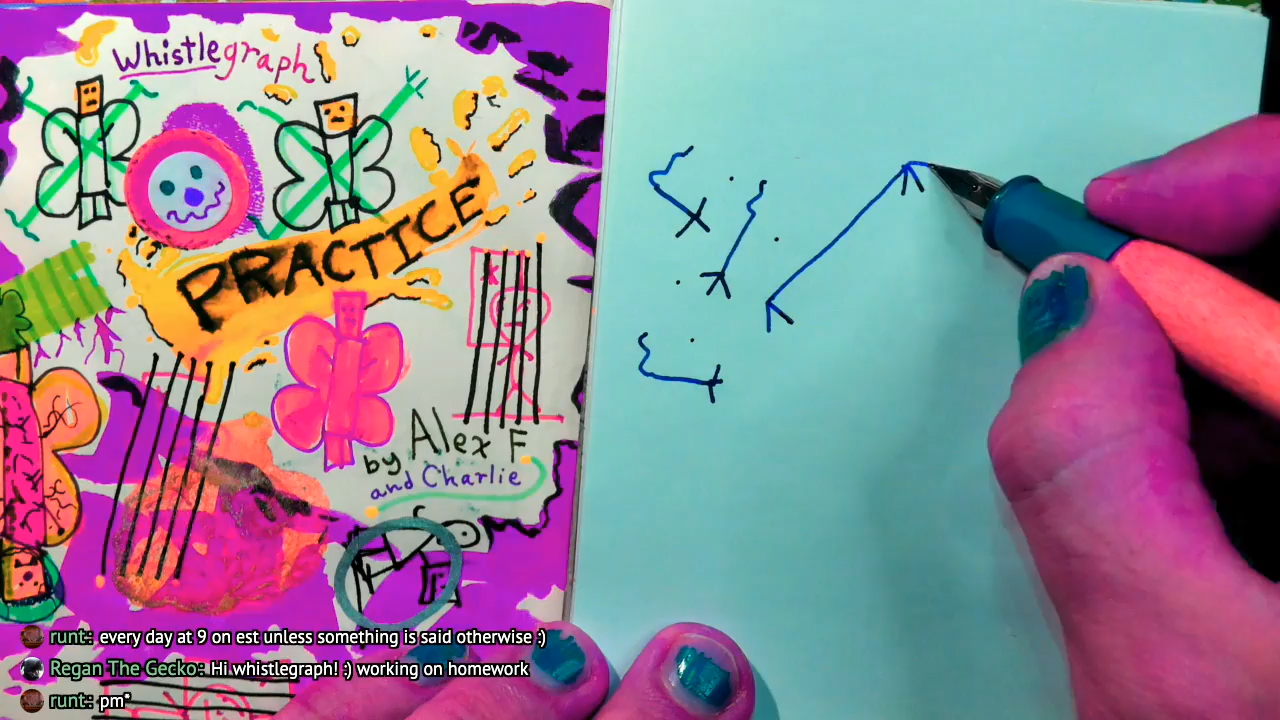 Whistlegraph
PRACTICE
by Alex F
and Charlie
runt: every day at 9 on est unless something is said otherwise :)
Regan The Gecko: Hi whistlegraph! :) working on homework
runt: pm*